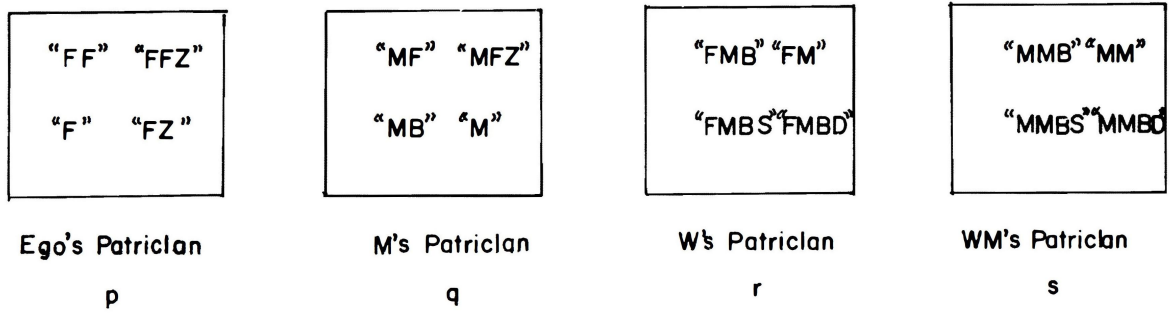 “FF” “FFZ”
“F” “FZ”
Ego's Patriclan
p
“MF” “MFZ”
“MB” “M”
M's Patriclan
q
“FMB” “FM”
“FMBS” “FMBD”
W's Patriclan
r
“MMB” “MM”
“MMBS” “MMBD”
WM's Patriclan
s